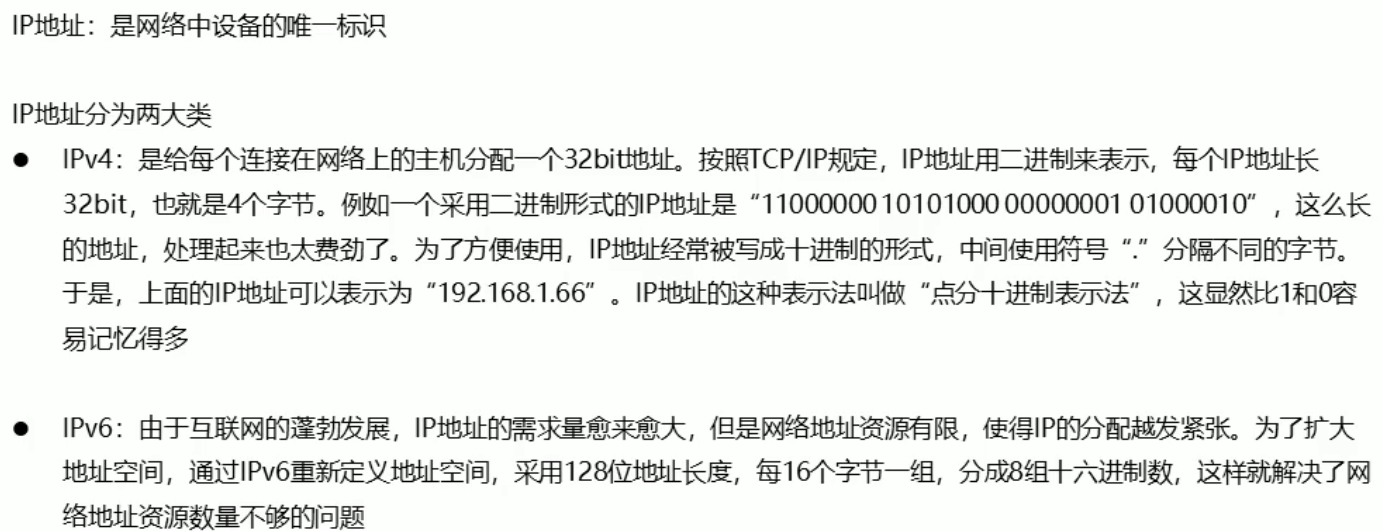 IP地址：是网络中设备的唯一标识
IP地址分为两大类
● IPv4：是给每个连接在网络上的主机分配一个32bit地址。按照TCP/IP规定，IP地址用二进制来表示，每个IP地址长
32bit，也就是4个字节。例如一个采用二进制形式的IP地址是“11000000 10101000 00000001 01000010”，这么长
的地址，处理起来也太费劲了。为了方便使用，IP地址经常被写成十进制的形式，中间使用符号“.”分隔不同的字节。
于是，上面的IP地址可以表示为“192.168.1.66”。IP地址的这种表示法叫做“点分十进制表示法”，这显然比1和0容
易记忆得多
● IPv6：由于互联网的蓬勃发展，IP地址的需求量愈来愈大，但是网络地址资源有限，使得IP的分配越发紧张。为了扩大
地址空间，通过IPv6重新定义地址空间，采用128位地址长度，每16个字节一组，分成8组十六进制数，这样就解决了网
络地址资源数量不够的问题